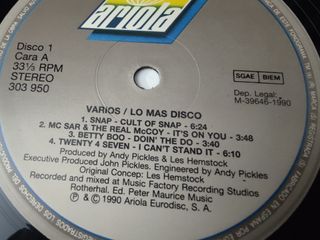 ariola
Disco 1
Cara A
33⅓ RPM
STEREO
303 950
SGAE BIEM
Dep. Legal:
M-39646-1990
VARIOS / LO MAS DISCO
1. SNAP - CULT OF SNAP - 6:24
2. MC SAR & THE REAL McCOY - IT'S ON YOU - 3:48
3. BETTY BOO - DOIN' THE DO - 3:40
4. TWENTY 4 SEVEN - I CAN'T STAND IT - 6:10
Produced by Andy Pickles & Les Hemstock
Executive Produced John Pickles. Engineered by Andy Pickles
Original Concept: Les Hemstock
Recorded and mixed at Music Factory Recording Studios
Rotherhal. Ed. Peter Maurice Music
℗ & © 1990 Ariola Eurodisc, S. A.